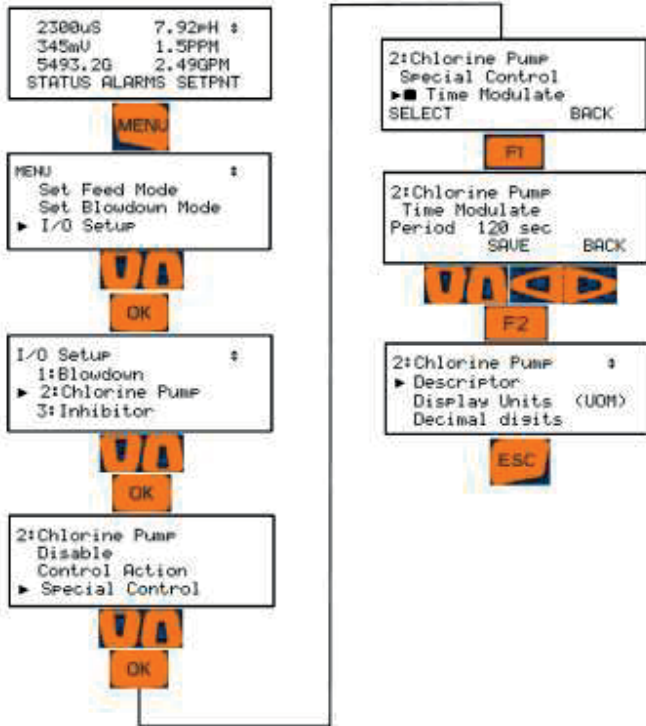 2300uS 7.92pH
345mV 1.5PPM
5493.2G 2.49GPM
STATUS ALARMS SETPNT
MENU
MENU
Set Feed Mode
Set Blowdown Mode
► I/O Setup
OK
I/O Setup
1:Blowdown
► 2:Chlorine Pump
3:Inhibitor
OK
2:Chlorine Pump
Disable
Control Action
► Special Control
OK
2:Chlorine Pump
Special Control
►■ Time Modulate
SELECT BACK
F1
2:Chlorine Pump
Time Modulate
Period 120 sec
SAVE BACK
F2
2:Chlorine Pump
► Descriptor
Display Units (UOM)
Decimal digits
ESC